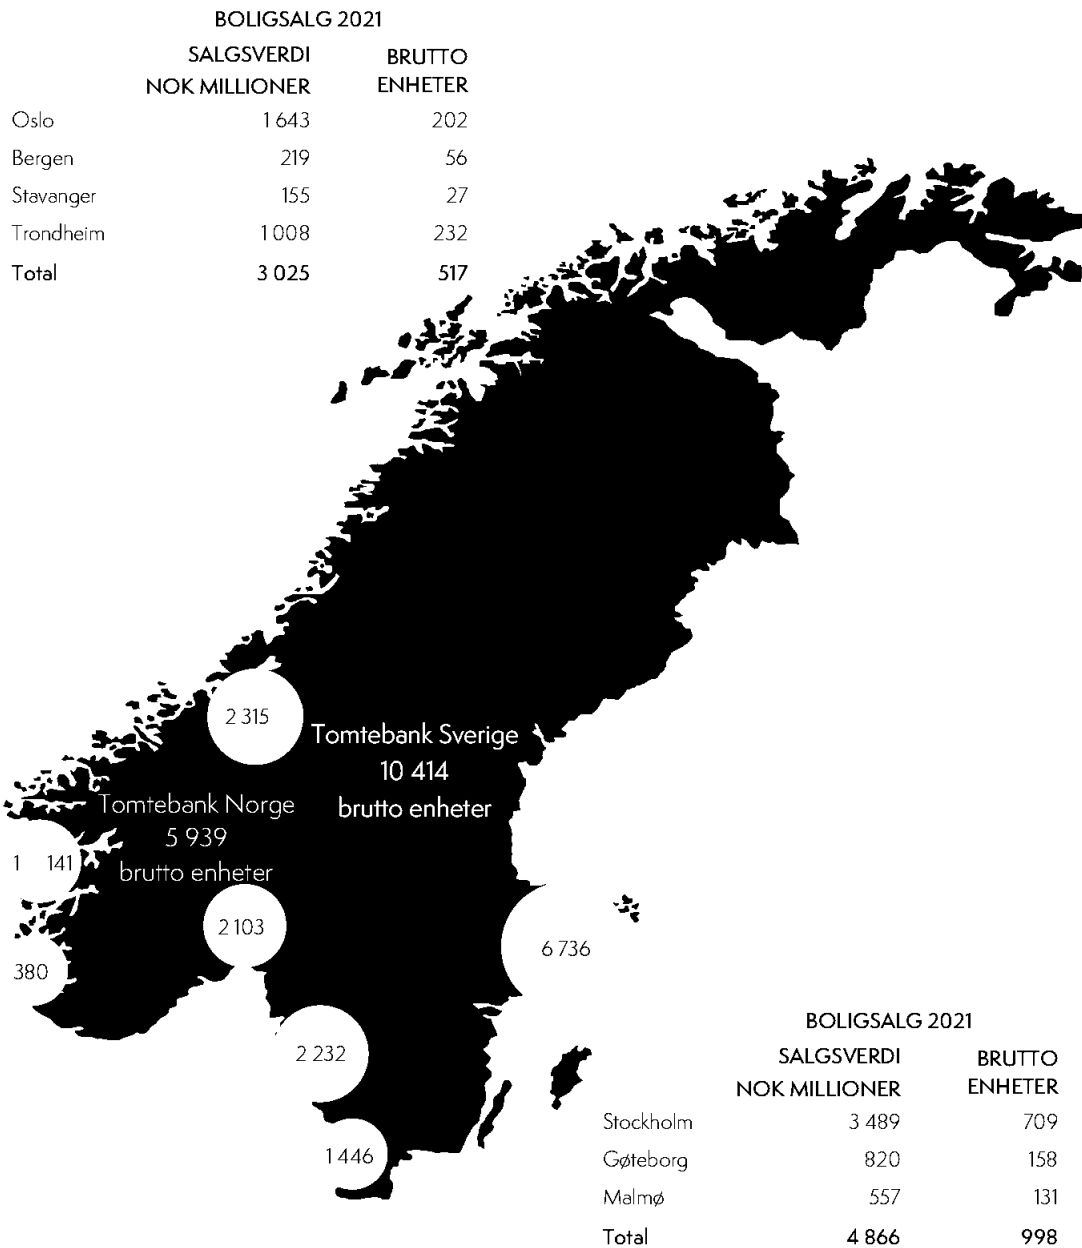 BOLIGSALG 2021
SALGSVERDI BRUTTO
NOK MILLIONER ENHETER
Oslo 1 643 202
Bergen 219 56
Stavanger 155 27
Trondheim 1 008 232
Total 3 025 517
2 315
Tomtebank Sverige
10 414
brutto enheter
Tomtebank Norge
5 939
brutto enheter
1 141
2 103
6 736
380
2 232
1 446
BOLIGSALG 2021
SALGSVERDI BRUTTO
NOK MILLIONER ENHETER
Stockholm 3 489 709
Gøteborg 820 158
Malmø 557 131
Total 4 866 998